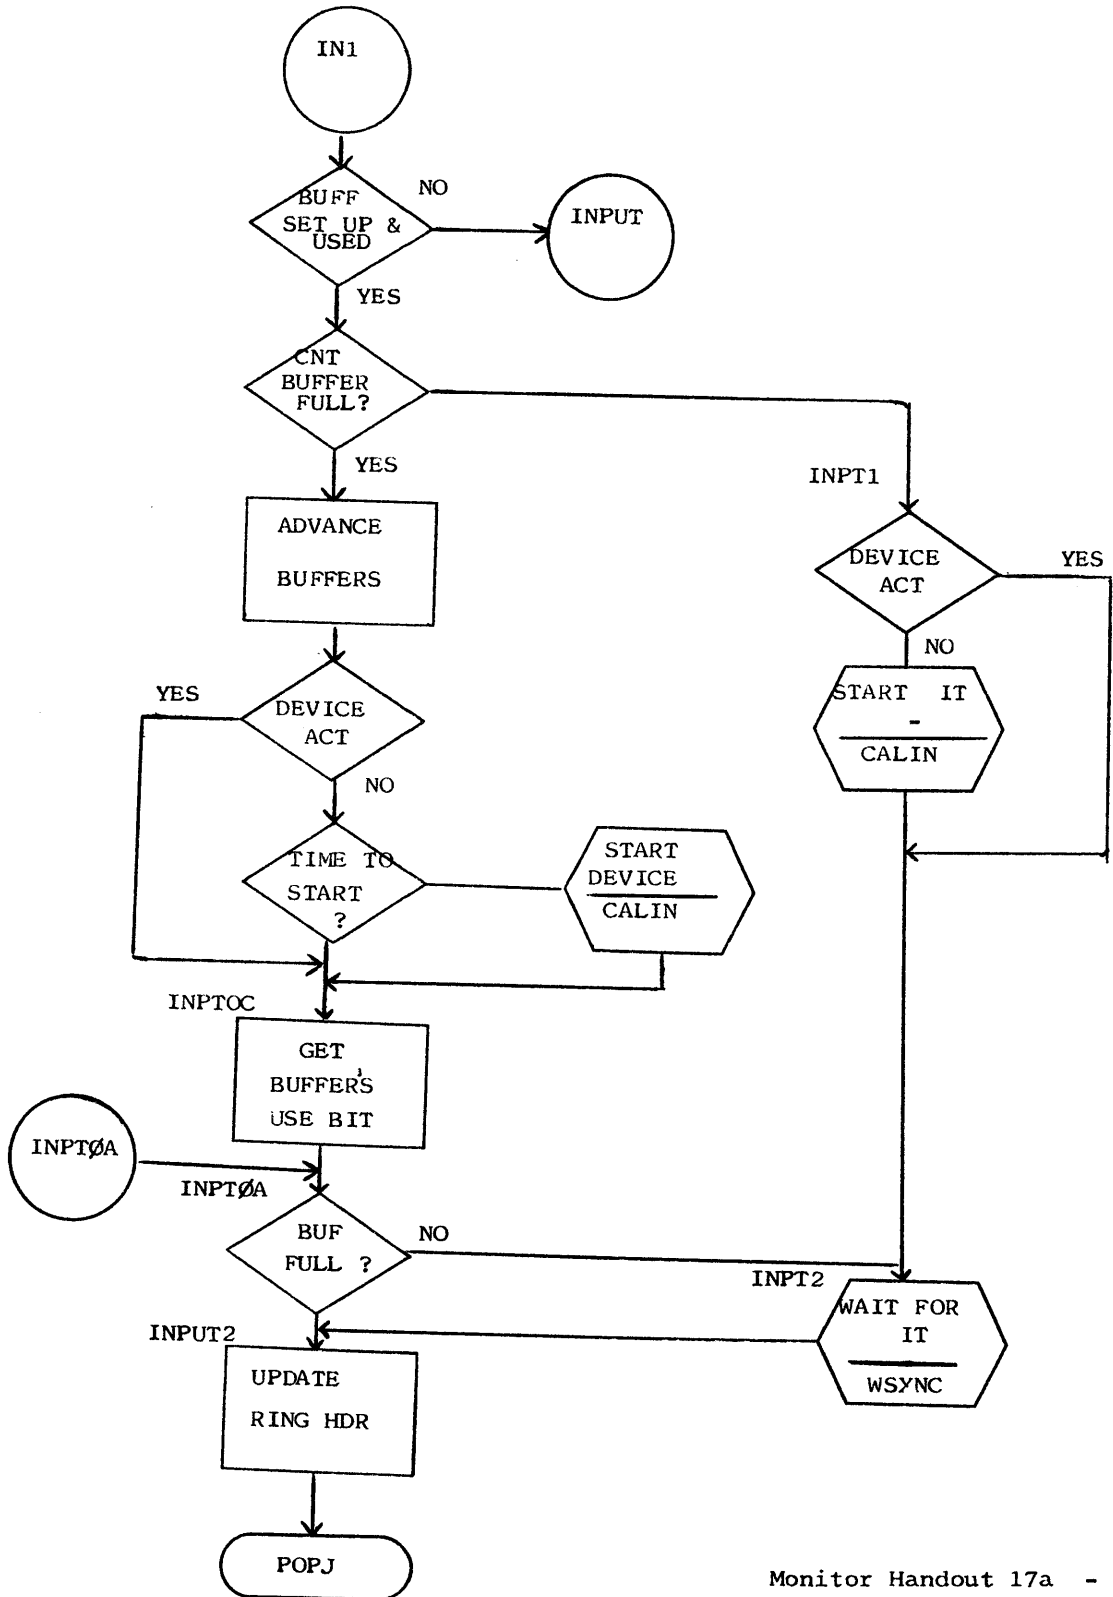 IN1
BUFF
SET UP &
USED
NO
INPUT
YES
CNT
BUFFER
FULL?
YES
INPT1
ADVANCE
BUFFERS
DEVICE
ACT
YES
NO
START IT
-
CALIN
YES
DEVICE
ACT
NO
TIME TO
START
?
START
DEVICE
CALIN
INPTOC
GET
BUFFER'S
USE BIT
INPTØA
INPTØA
BUF
FULL ?
NO
INPT2
WAIT FOR
IT
WSYNC
INPUT2
UPDATE
RING HDR
POPJ
Monitor Handout 17a -